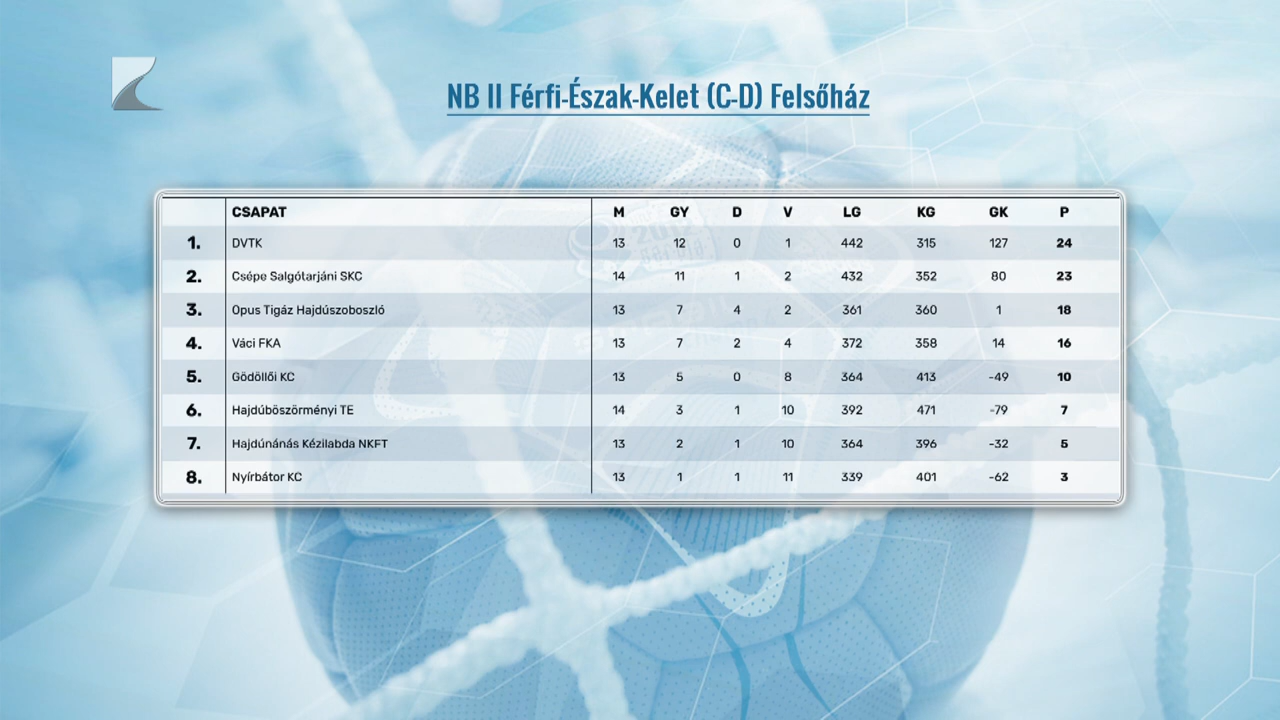 NB II Férfi-Észak-Kelet (C-D) Felsőház
CSAPAT M GY D V LG KG GK P
1. DVTK 13 12 0 1 442 315 127 24
2. Csépe Salgótarjáni SKC 14 11 1 2 432 352 80 23
3. Opus Tigáz Hajdúszoboszló 13 7 4 2 361 360 1 18
4. Váci FKA 13 7 2 4 372 358 14 16
5. Gödöllői KC 13 5 0 8 364 413 -49 10
6. Hajdúböszörményi TE 14 3 1 10 392 471 -79 7
7. Hajdúnánás Kézilabda NKFT 13 2 1 10 364 396 -32 5
8. Nyírbátor KC 13 1 1 11 339 401 -62 3